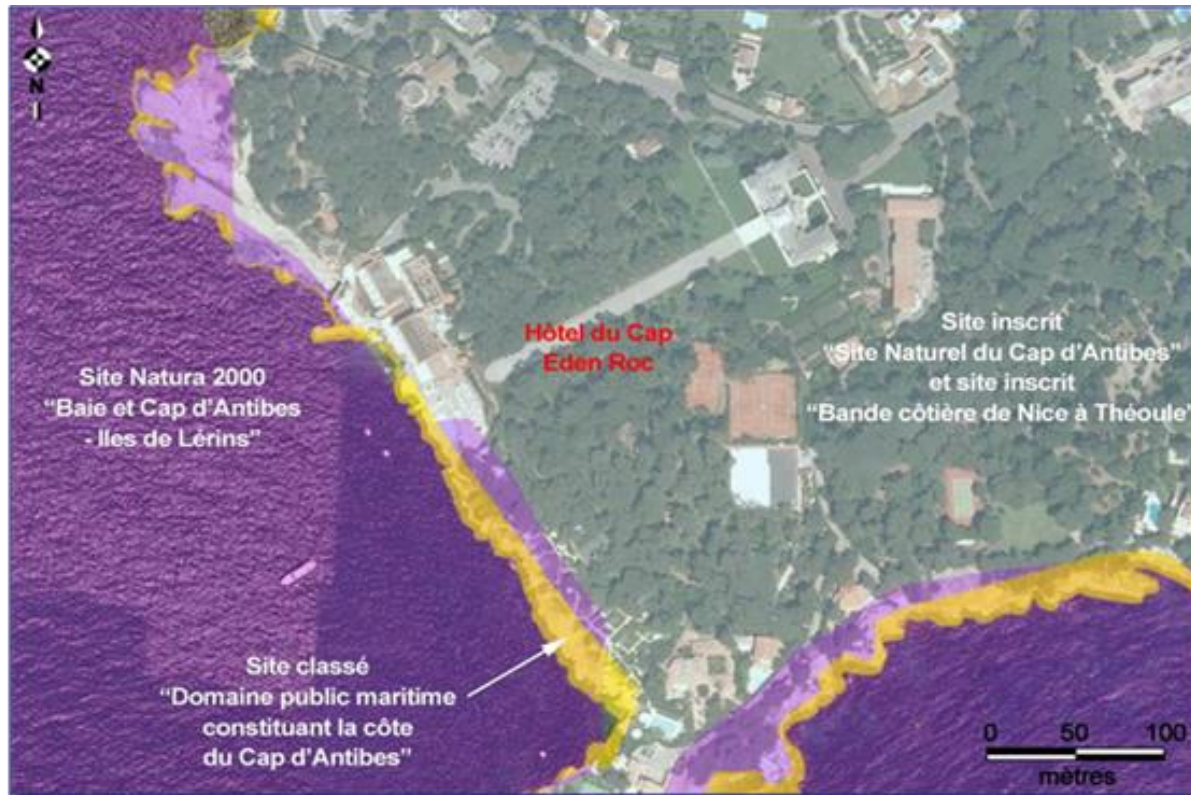 N
Hôtel du Cap
Eden Roc
Site inscrit
“Site Naturel du Cap d’Antibes”
et site inscrit
“Bande côtière de Nice à Théoule”
Site Natura 2000
“Baie et Cap d’Antibes
- Iles de Lérins”
Site classé
“Domaine public maritime
constituant la côte
du Cap d’Antibes”
0 50 100
mètres